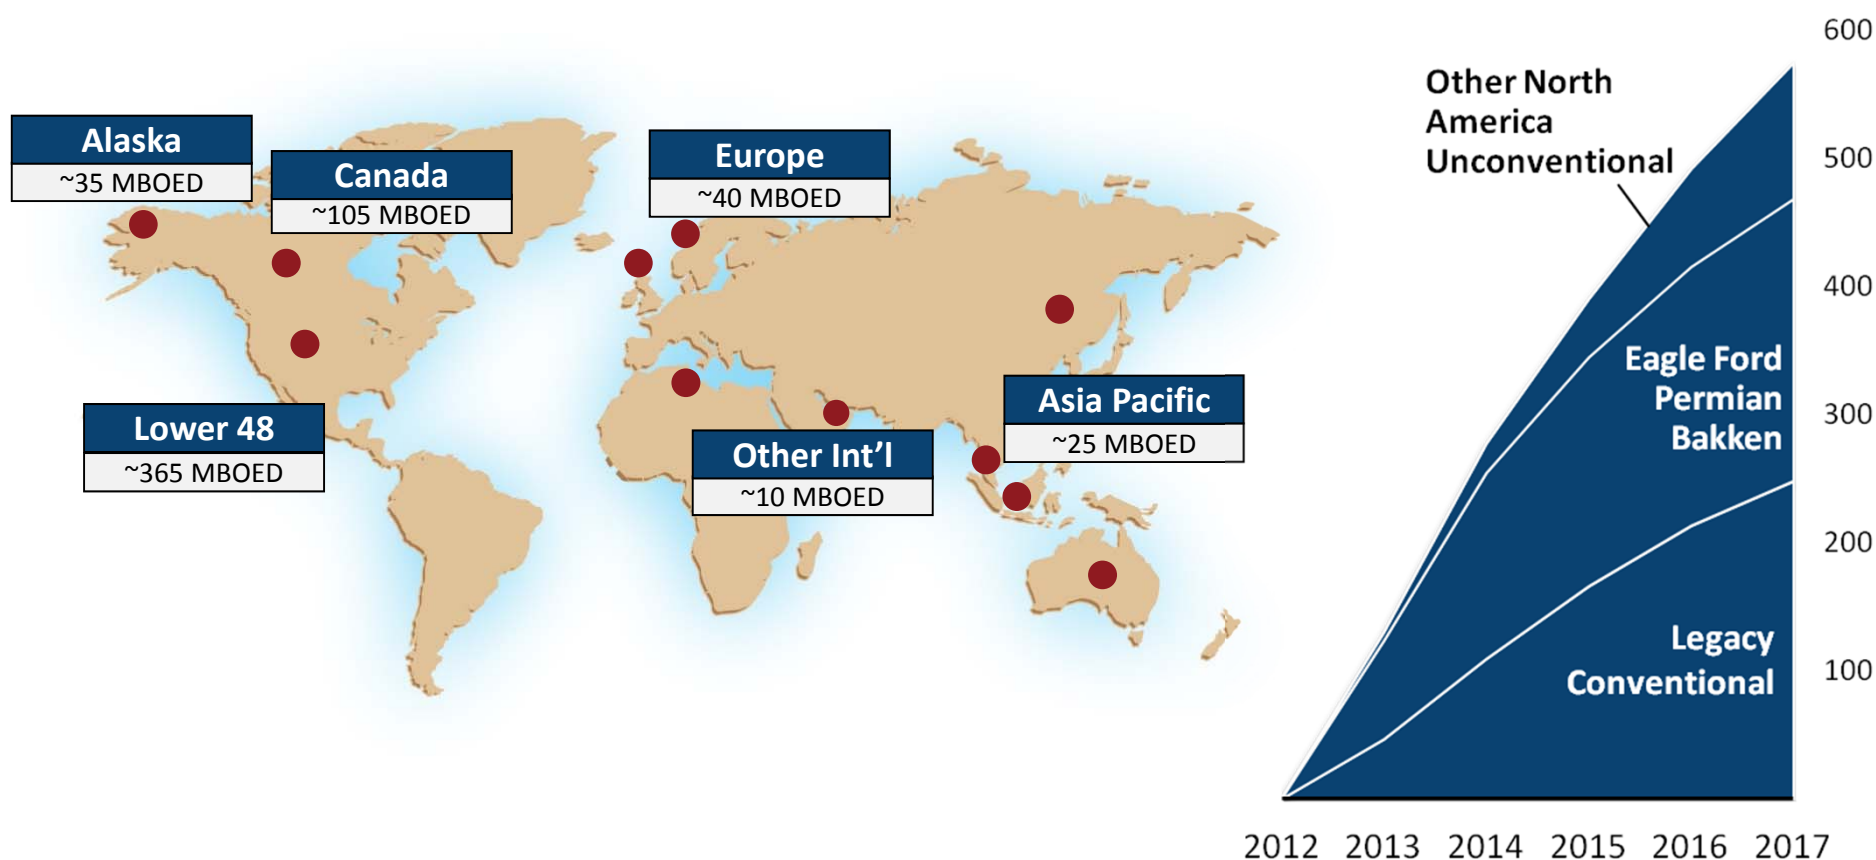 Alaska
~35 MBOED
Canada
~105 MBOED
Europe
~40 MBOED
Lower 48
~365 MBOED
Other Int’l
~10 MBOED
Asia Pacific
~25 MBOED
Other North
America
Unconventional
Eagle Ford
Permian
Bakken
Legacy
Conventional
600
500
400
300
200
100
2012 2013 2014 2015 2016 2017